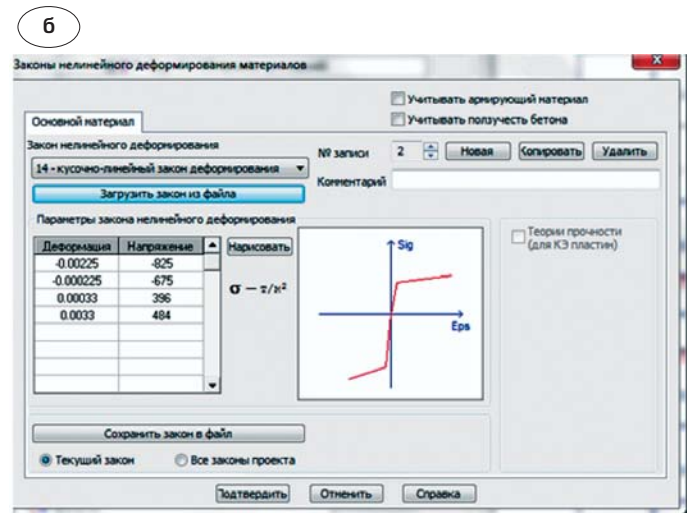 б
Законы нелинейного деформирования материалов
Учитывать армирующий материал
Учитывать ползучесть бетона
Основной материал
Закон нелинейного деформирования
14 - кусочно-линейный закон деформирования
Загрузить закон из файла
№ записи 2 Новая Копировать Удалить
Комментарий
Параметры закона нелинейного деформирования
Деформация Напряжение Нарисовать
-0.00225 -825
-0.000225 -675
0.00033 396
0.0033 484
σ – т/м²
Sig
Eps
Теории прочности
(для КЭ пластин)
Сохранить закон в файл
Текущий закон Все законы проекта
Подтвердить Отменить Справка